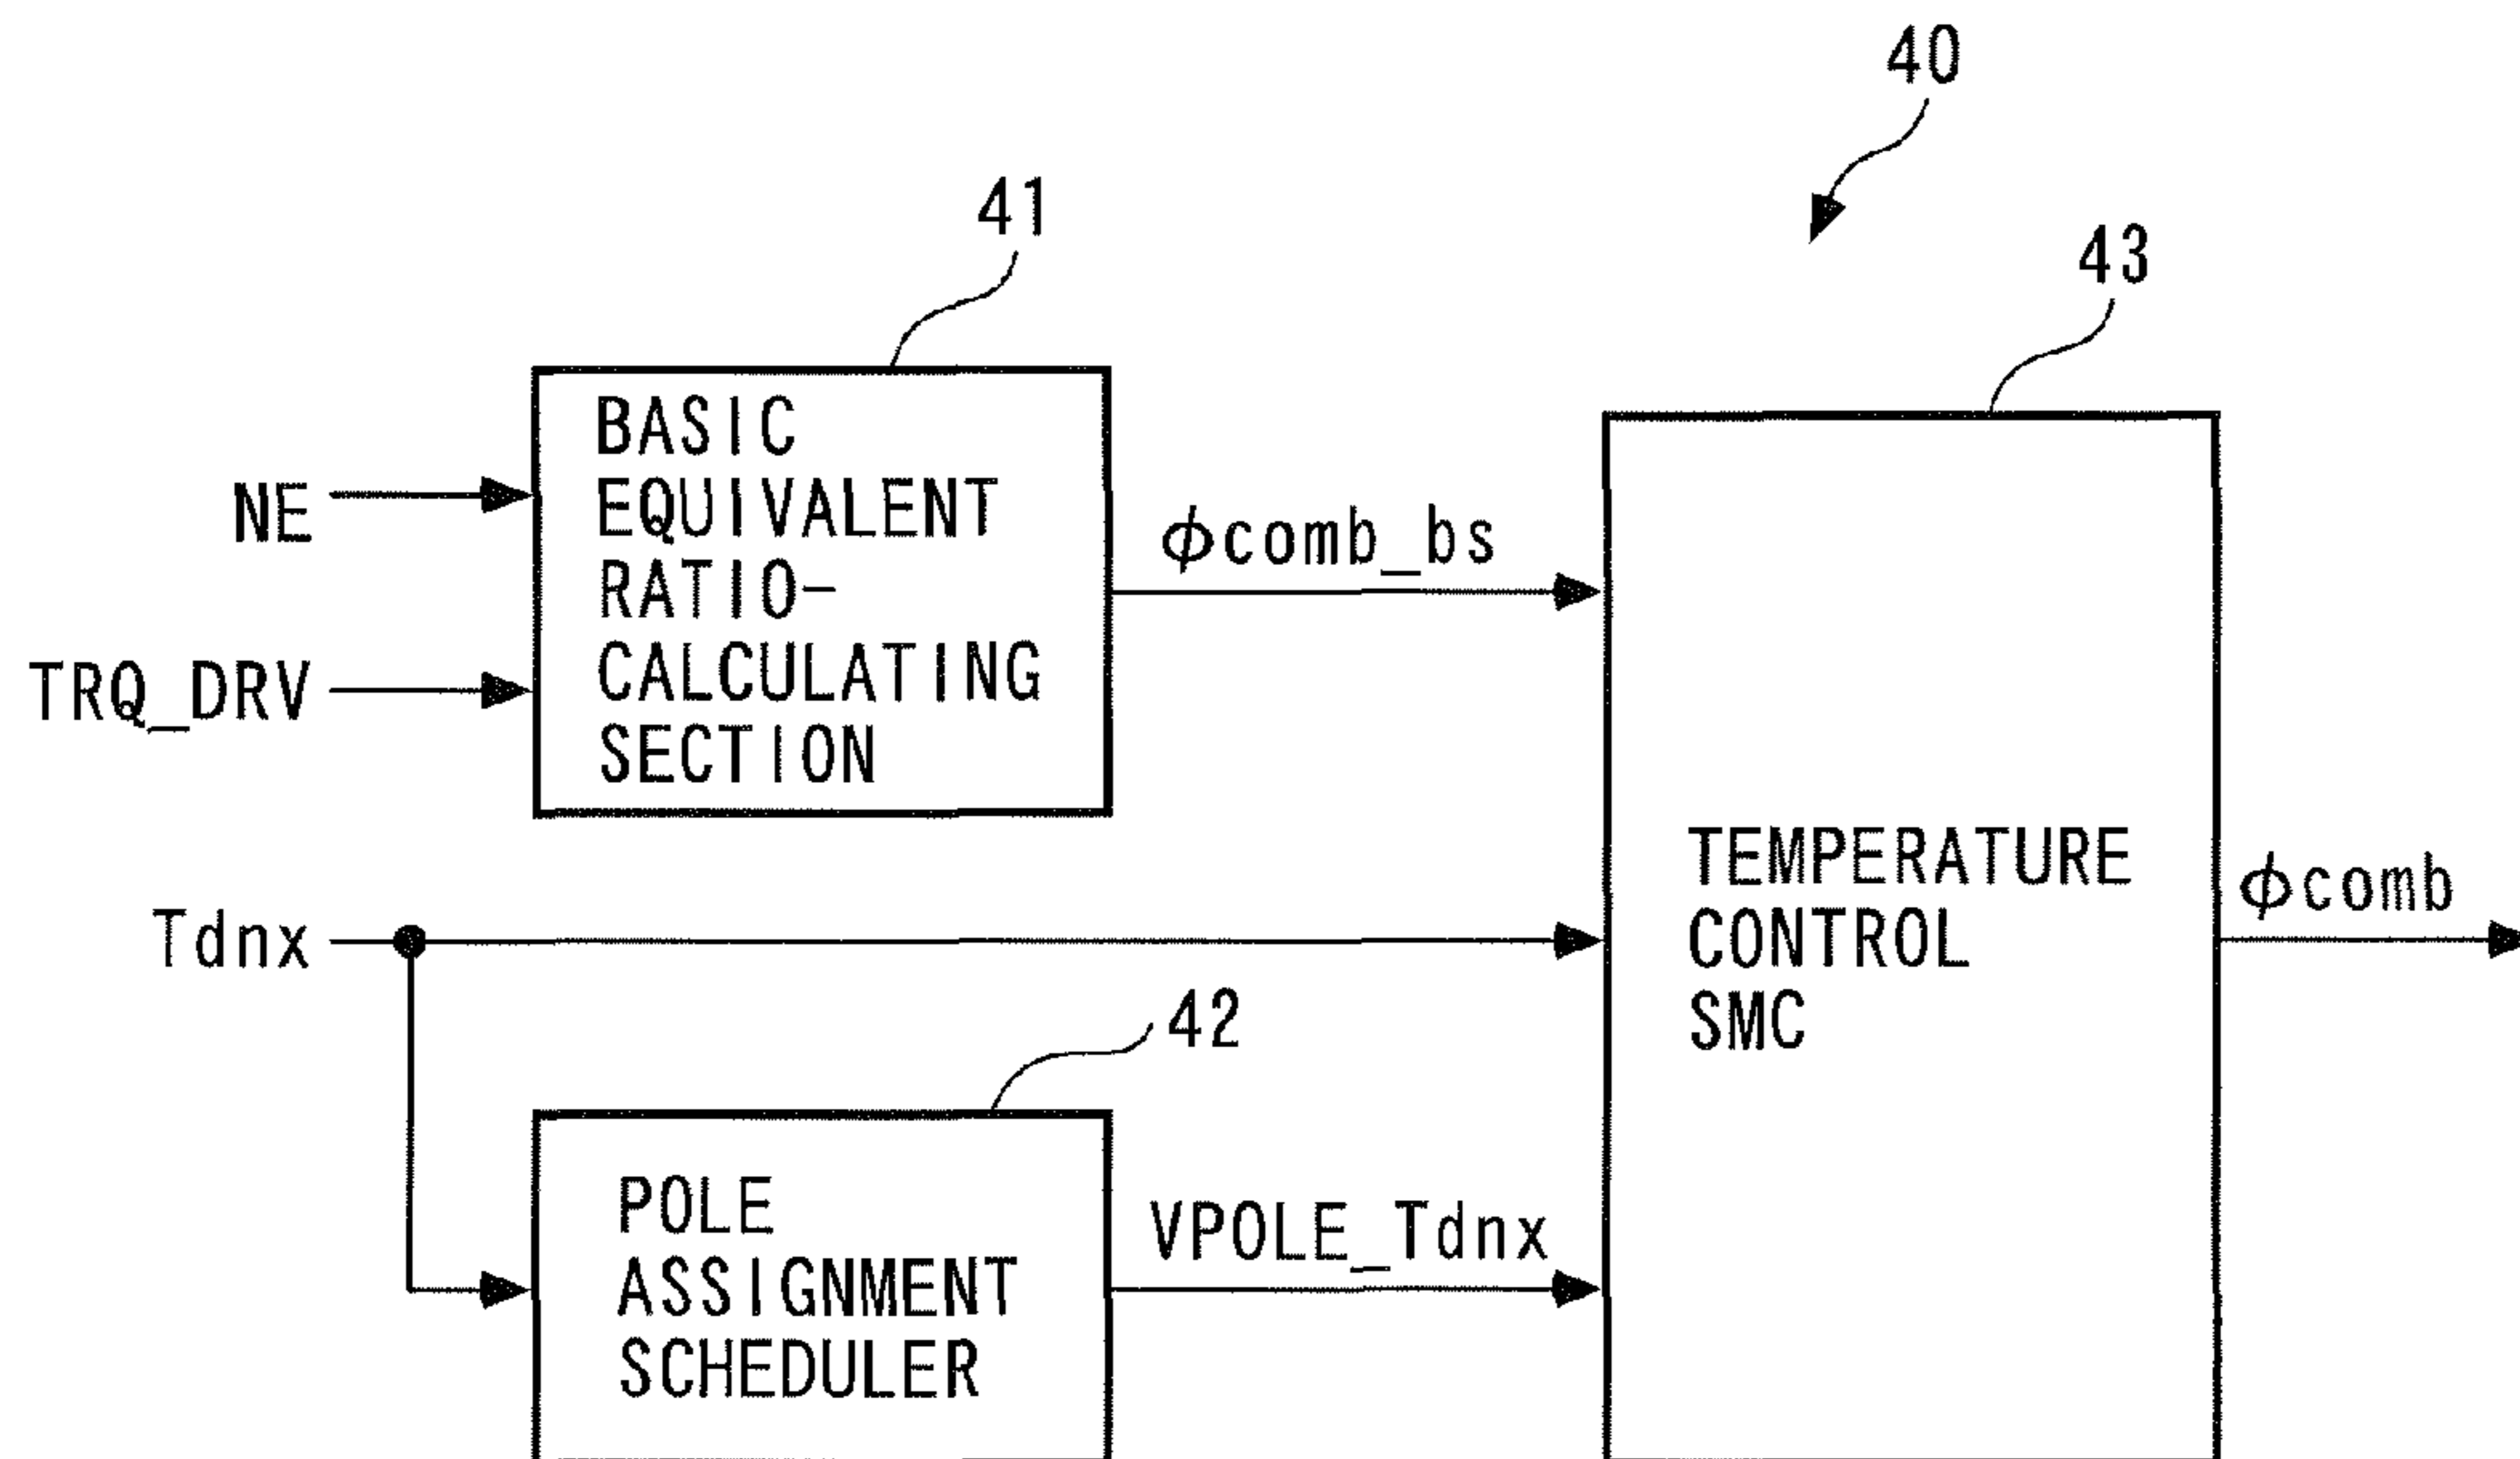 40
41
43
BASIC
EQUIVALENT
RATIO-
CALCULATING
SECTION
NE
TRQ_DRV
ϕcomb_bs
Tdnx
TEMPERATURE
CONTROL
SMC
ϕcomb
42
POLE
ASSIGNMENT
SCHEDULER
VPOLE_Tdnx